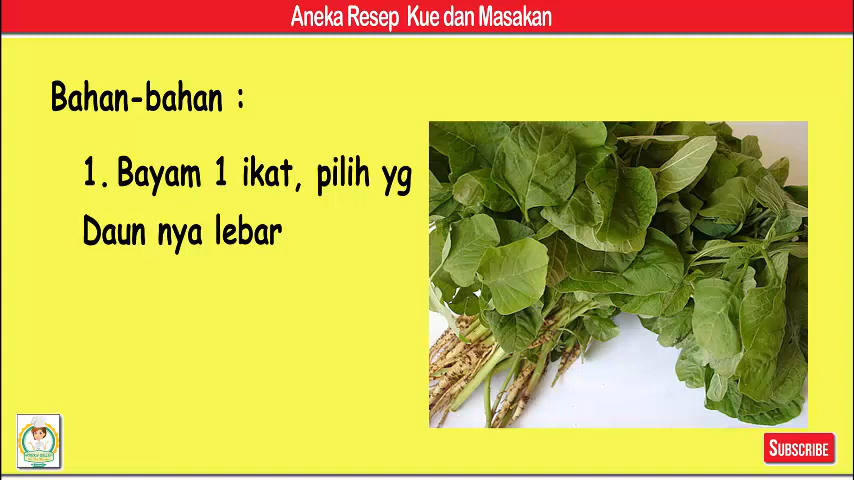 Aneka Resep Kue dan Masakan
Bahan-bahan :
1. Bayam 1 ikat, pilih yg
Daun nya lebar
SUBSCRIBE